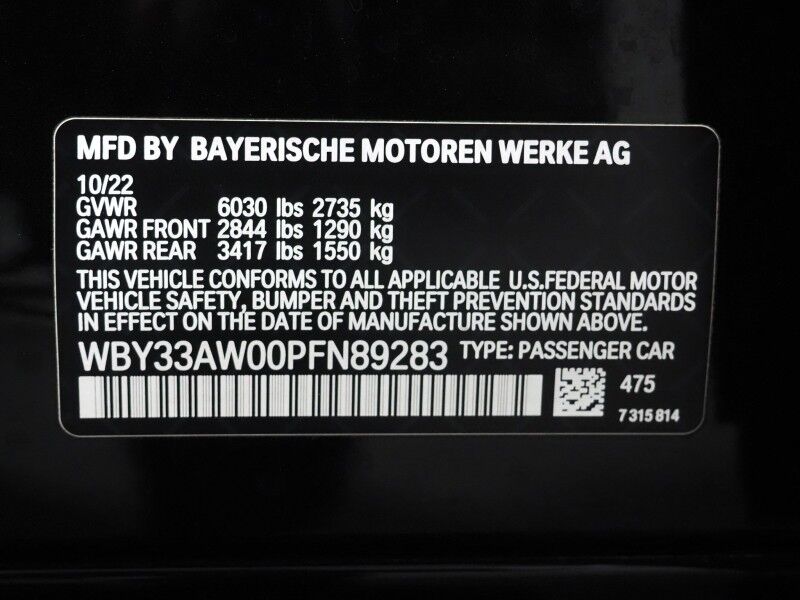 MFD BY BAYERISCHE MOTOREN WERKE AG
10/22
GVWR 6030 lbs 2735 kg
GAWR FRONT 2844 lbs 1290 kg
GAWR REAR 3417 lbs 1550 kg
THIS VEHICLE CONFORMS TO ALL APPLICABLE U.S.FEDERAL MOTOR
VEHICLE SAFETY, BUMPER AND THEFT PREVENTION STANDARDS
IN EFFECT ON THE DATE OF MANUFACTURE SHOWN ABOVE.
WBY33AW00PFN89283 TYPE: PASSENGER CAR
475
7 315 814